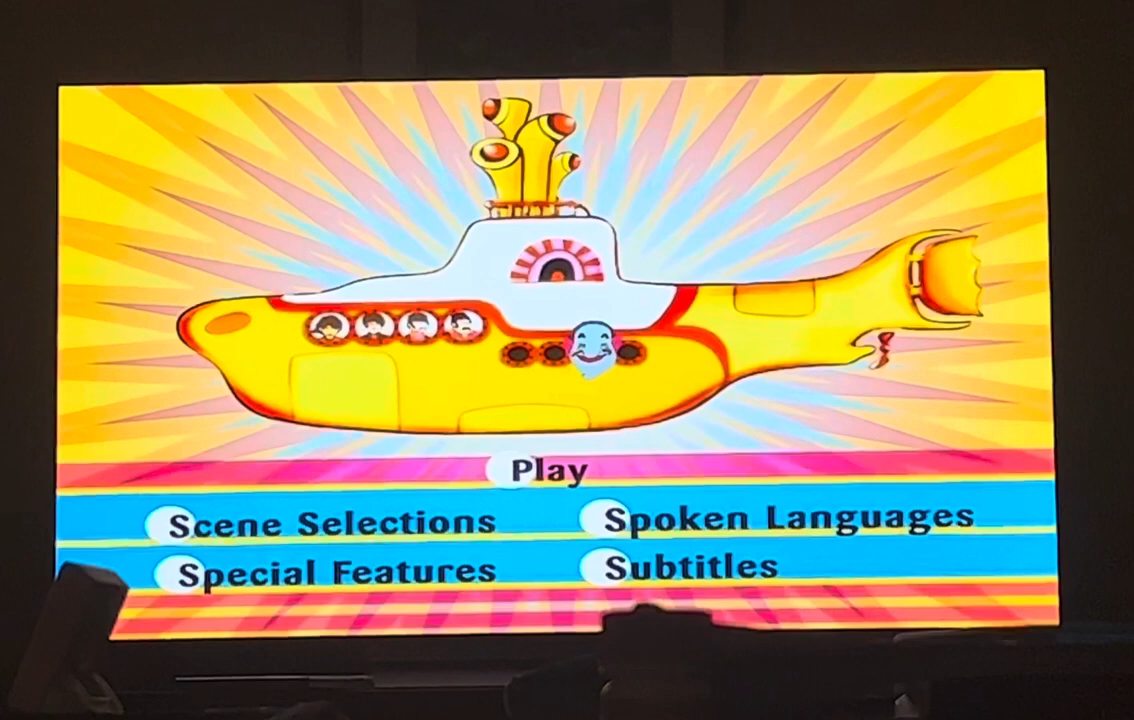 Play
Scene Selections
Spoken Languages
Special Features
Subtitles